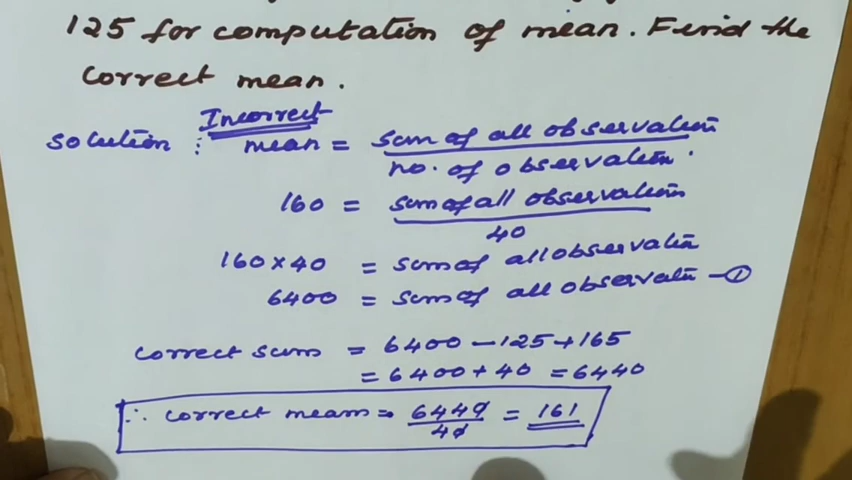 125 for computation of mean. Find the
correct mean.
Incorrect
solution : mean = sum of all observation
no. of observation.
160 = sum of all observation
40
160 x 40 = sum of all observatin
6400 = sum of all observati — ①
correct sum = 6400 - 125 + 165
= 6400 + 40 = 6440
∴ correct mean = 6440 = 161
40